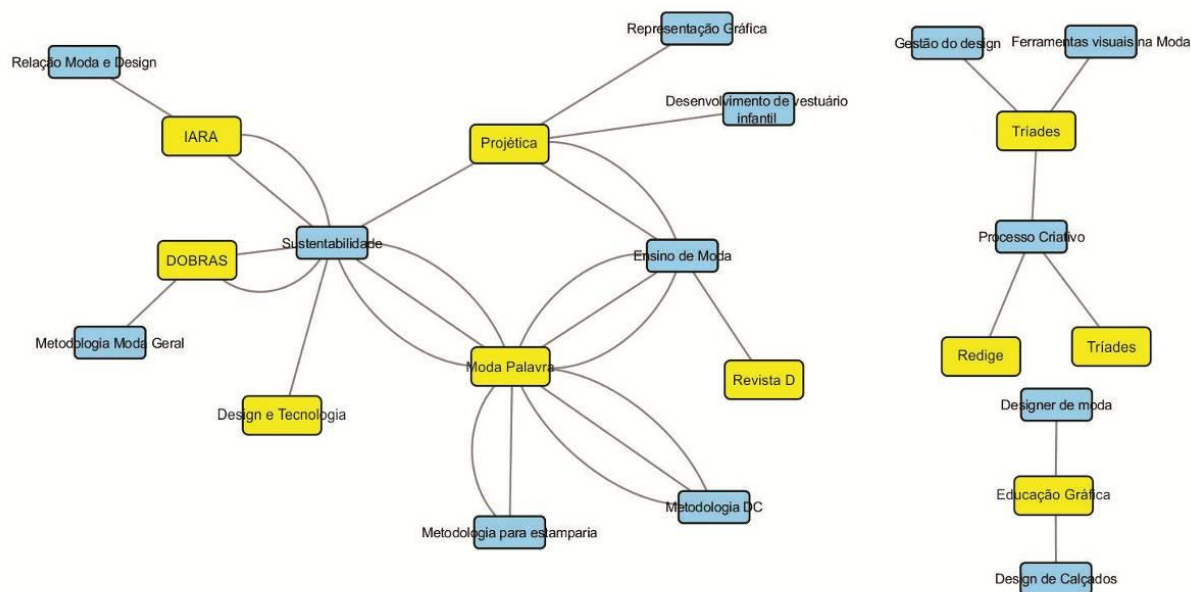 Representação Gráfica
Relação Moda e Design
Desenvolvimento de vestuário
infantil
IARA
Projética
Sustentabilidade
Ensino de Moda
DOBRAS
Metodologia Moda Geral
Moda Palavra
Revista D
Design e Tecnologia
Metodologia DC
Metodologia para estamparia
Gestão do design
Ferramentas visuais na Moda
Tríades
Processo Criativo
Redige
Tríades
Designer de moda
Educação Gráfica
Design de Calçados